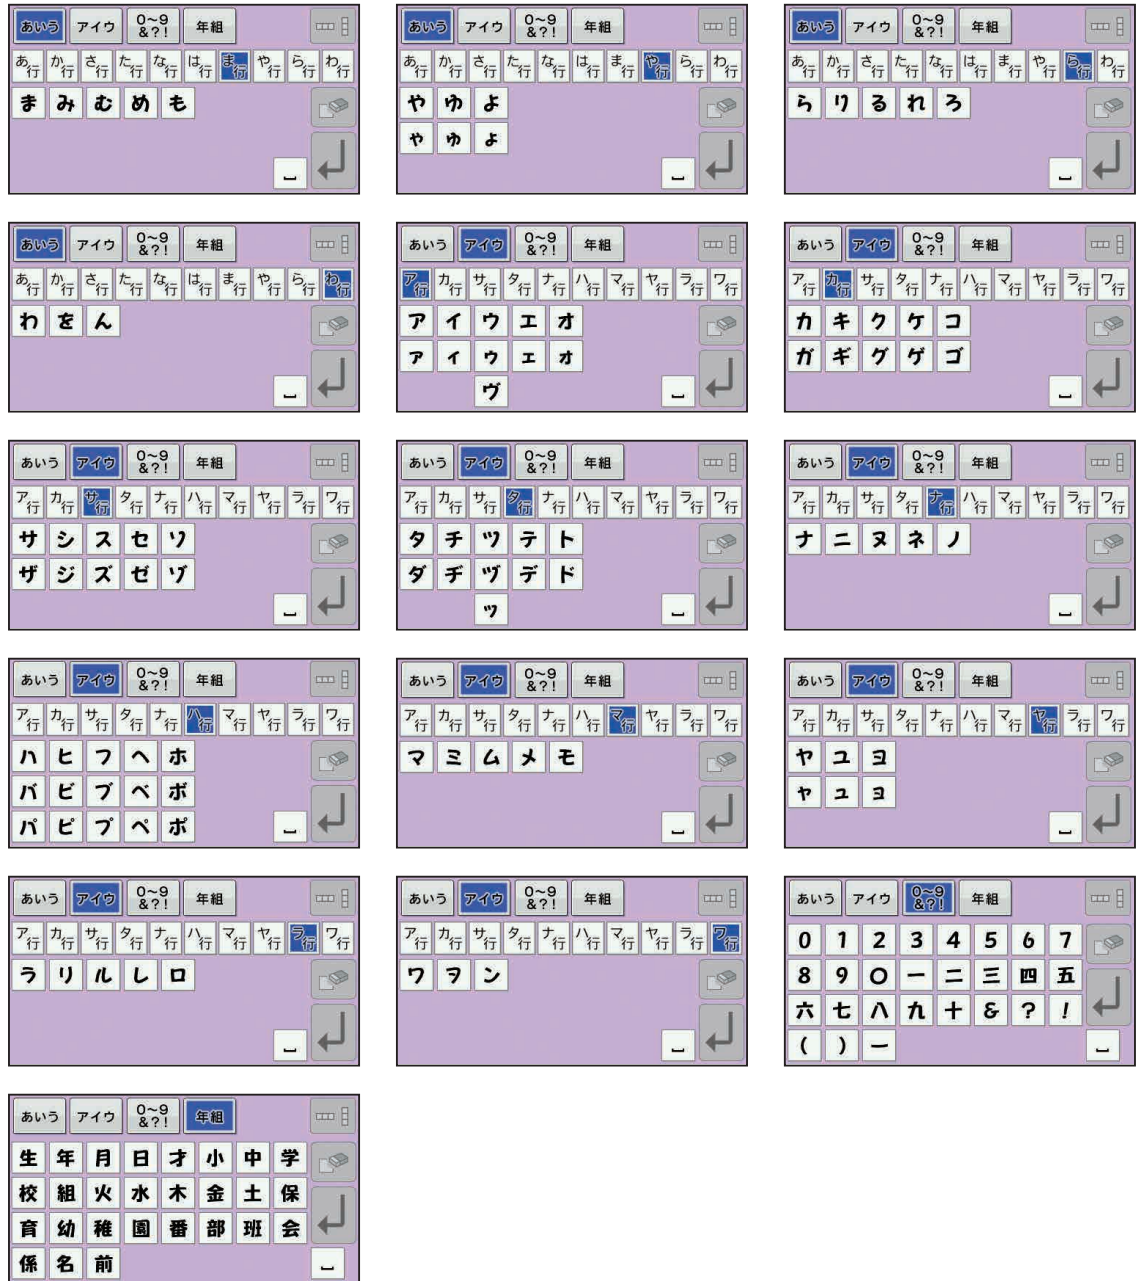 あいう アイウ 0~9&?! 年組
あ行 か行 さ行 た行 な行 は行 ま行 や行 ら行 わ行
ま み む め も
あいう アイウ 0~9&?! 年組
あ行 か行 さ行 た行 な行 は行 ま行 や行 ら行 わ行
や ゆ よ
ゃ ゅ ょ
あいう アイウ 0~9&?! 年組
あ行 か行 さ行 た行 な行 は行 ま行 や行 ら行 わ行
ら り る れ ろ
あいう アイウ 0~9&?! 年組
あ行 か行 さ行 た行 な行 は行 ま行 や行 ら行 わ行
わ を ん
あいう アイウ 0~9&?! 年組
ア行 カ行 サ行 タ行 ナ行 ハ行 マ行 ヤ行 ラ行 ワ行
ア イ ウ エ オ
ァ ィ ゥ ェ ォ
ヴ
あいう アイウ 0~9&?! 年組
ア行 カ行 サ行 タ行 ナ行 ハ行 マ行 ヤ行 ラ行 ワ行
カ キ ク ケ コ
ガ ギ グ ゲ ゴ
あいう アイウ 0~9&?! 年組
ア行 カ行 サ行 タ行 ナ行 ハ行 マ行 ヤ行 ラ行 ワ行
サ シ ス セ ソ
ザ ジ ズ ゼ ゾ
あいう アイウ 0~9&?! 年組
ア行 カ行 サ行 タ行 ナ行 ハ行 マ行 ヤ行 ラ行 ワ行
タ チ ツ テ ト
ダ ヂ ヅ デ ド
ッ
あいう アイウ 0~9&?! 年組
ア行 カ行 サ行 タ行 ナ行 ハ行 マ行 ヤ行 ラ行 ワ行
ナ ニ ヌ ネ ノ
あいう アイウ 0~9&?! 年組
ア行 カ行 サ行 タ行 ナ行 ハ行 マ行 ヤ行 ラ行 ワ行
ハ ヒ フ ヘ ホ
バ ビ ブ ベ ボ
パ ピ プ ペ ポ
あいう アイウ 0~9&?! 年組
ア行 カ行 サ行 タ行 ナ行 ハ行 マ行 ヤ行 ラ行 ワ行
マ ミ ム メ モ
あいう アイウ 0~9&?! 年組
ア行 カ行 サ行 タ行 ナ行 ハ行 マ行 ヤ行 ラ行 ワ行
ヤ ユ ヨ
ャ ュ ョ
あいう アイウ 0~9&?! 年組
ア行 カ行 サ行 タ行 ナ行 ハ行 マ行 ヤ行 ラ行 ワ行
ラ リ ル レ ロ
あいう アイウ 0~9&?! 年組
ア行 カ行 サ行 タ行 ナ行 ハ行 マ行 ヤ行 ラ行 ワ行
ワ ヲ ン
あいう アイウ 0~9&?! 年組
0 1 2 3 4 5 6 7
8 9 〇 一 二 三 四 五
六 七 八 九 十 & ? !
( ) ー
あいう アイウ 0~9&?! 年組
生 年 月 日 才 小 中 学
校 組 火 水 木 金 土 保
育 幼 稚 園 番 部 班 会
係 名 前